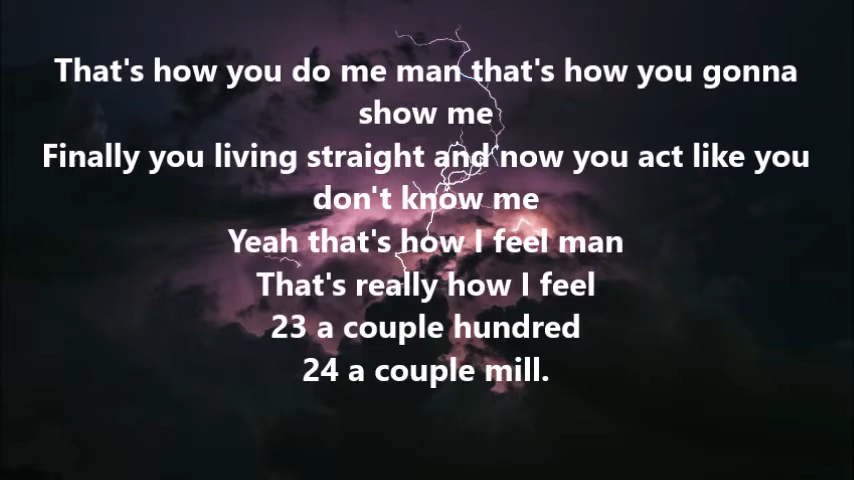 That's how you do me man that's how you gonna
show me
Finally you living straight and now you act like you
don't know me
Yeah that's how I feel man
That's really how I feel
23 a couple hundred
24 a couple mill.